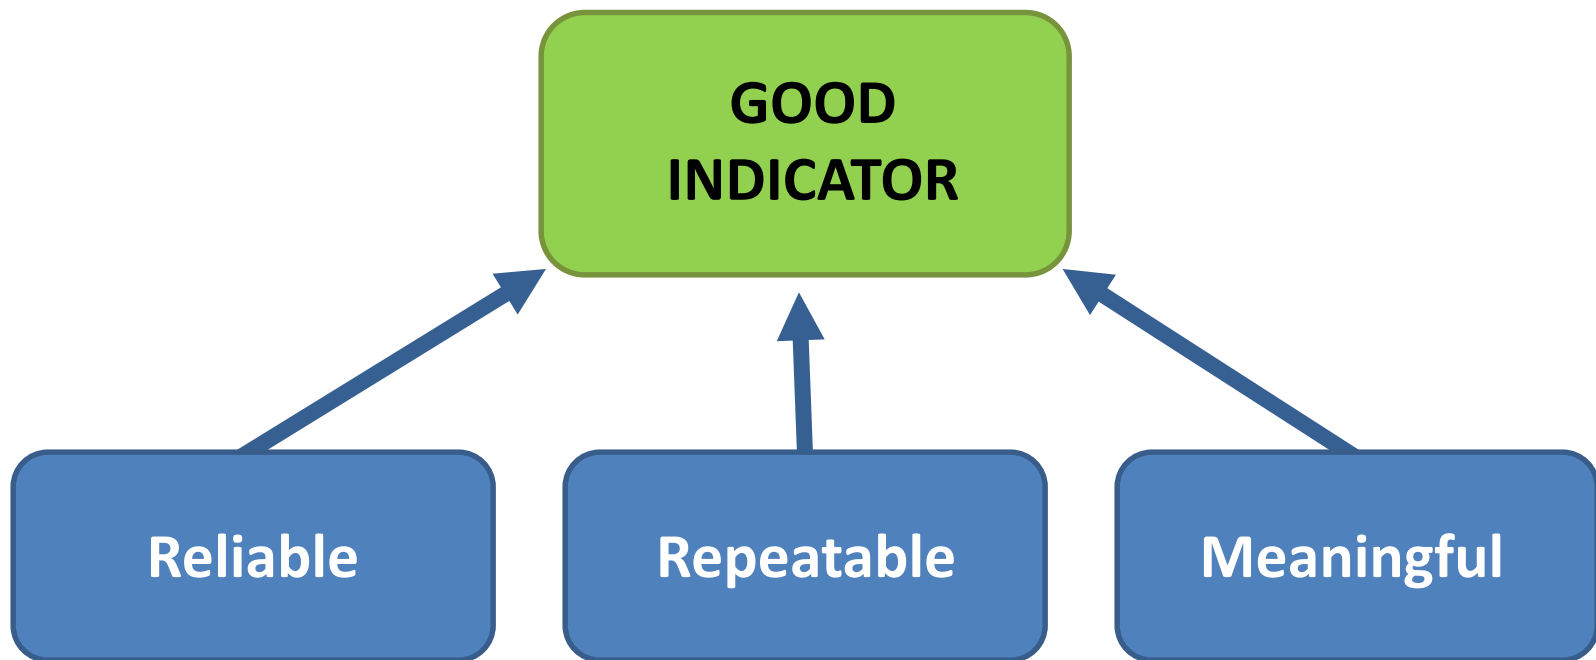 GOOD
INDICATOR
Reliable
Repeatable
Meaningful